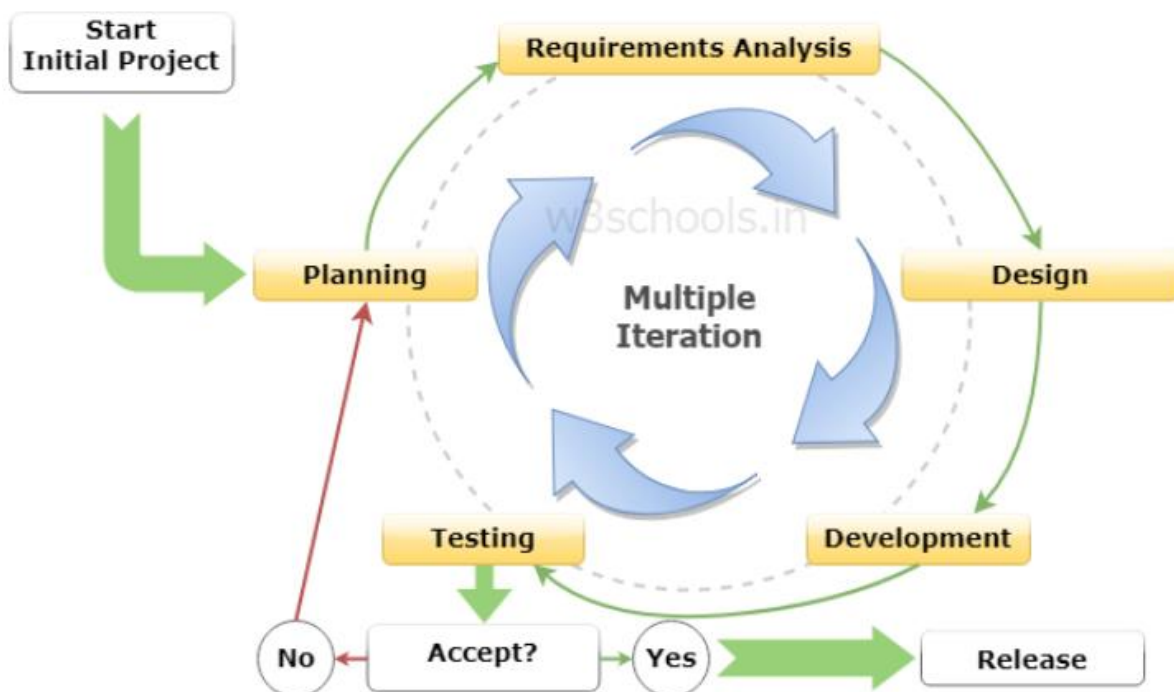 Start
Initial Project
Requirements Analysis
w3schools.in
Planning
Design
Multiple
Iteration
Testing
Development
No
Accept?
Yes
Release